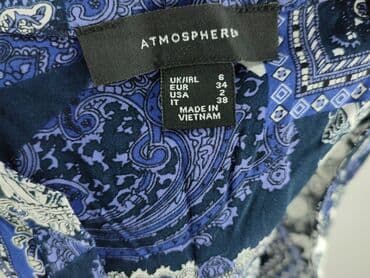 ATMOSPHERE
UK/IRL 6
EUR 34
USA 2
IT 38
MADE IN
VIETNAM